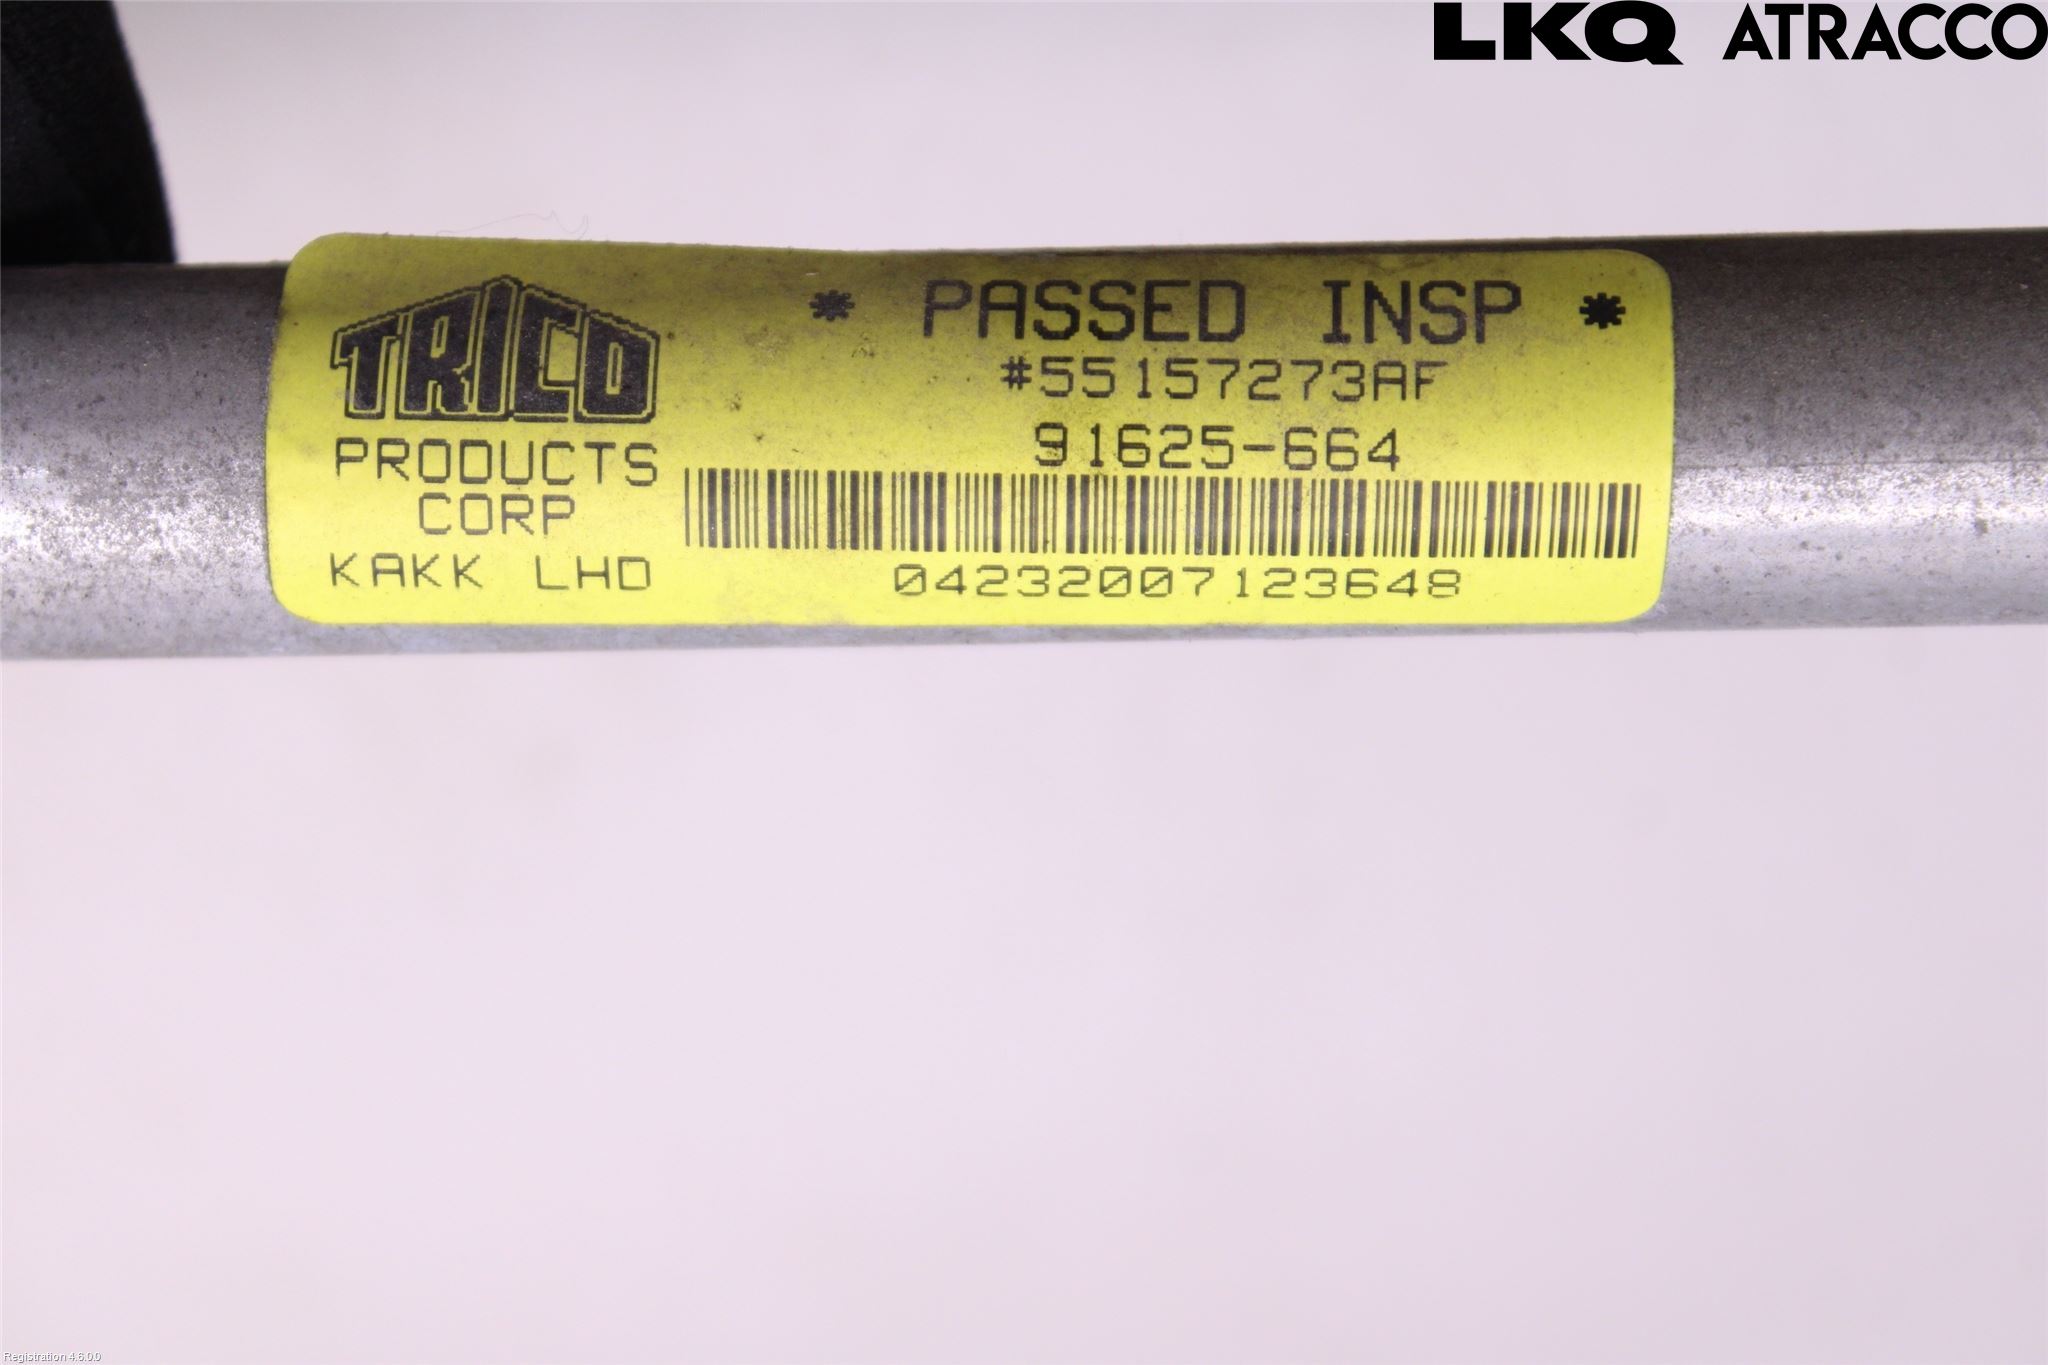 LKQ ATRACCO
TRICO
PRODUCTS
CORP
KAKK LHD
* PASSED INSP *
#55157273AF
91625-664
04232007123648
Registration 4.6.0.0